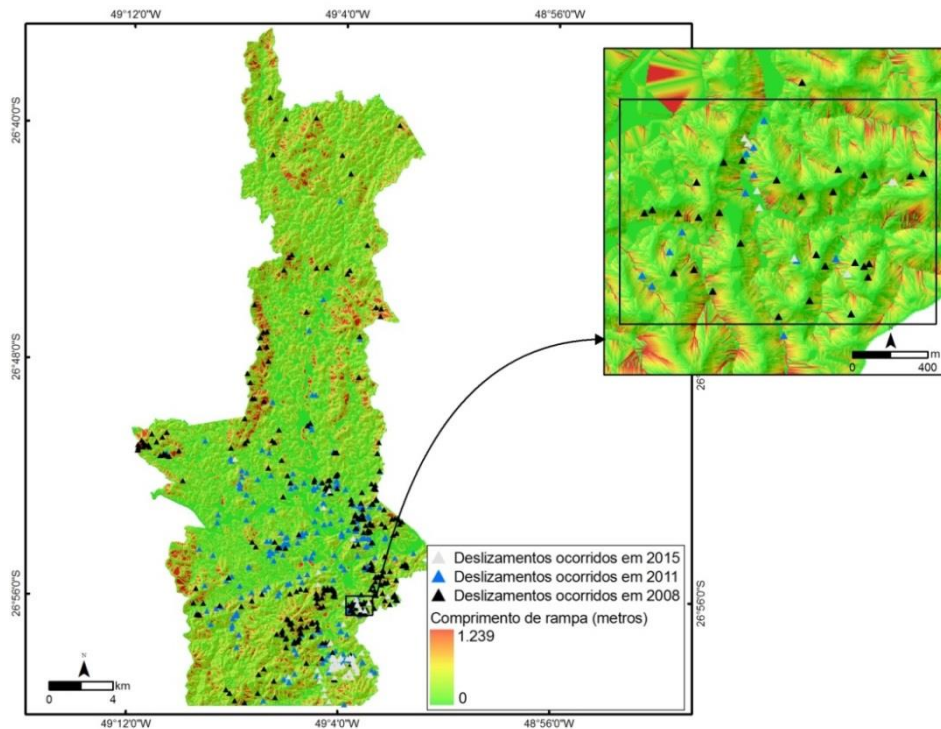 49°12'0"W
49°4'0"W
48°56'0"W
26°40'0"S
26°48'0"S
26°56'0"S
N
0
400
m
26°
26°56'0"S
Deslizamentos ocorridos em 2015
Deslizamentos ocorridos em 2011
Deslizamentos ocorridos em 2008
Comprimento de rampa (metros)
1.239
0
N
0
4
km
49°12'0"W
49°4'0"W
48°56'0"W